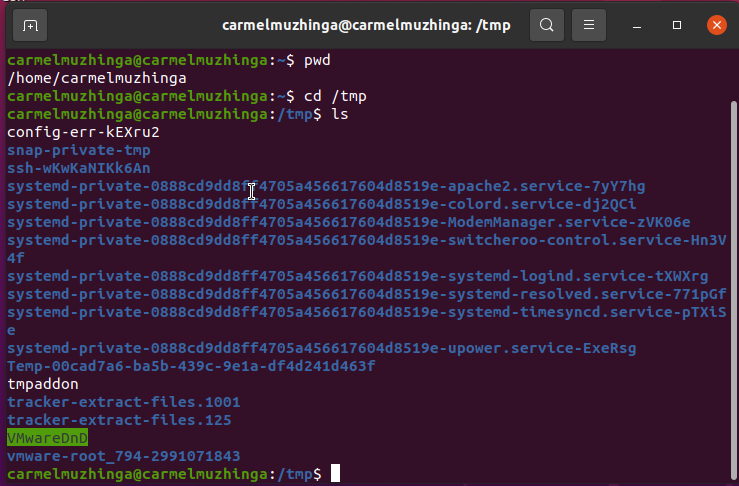 carmelmuzhinga@carmelmuzhinga: /tmp
carmelmuzhinga@carmelmuzhinga:~$ pwd
/home/carmelmuzhinga
carmelmuzhinga@carmelmuzhinga:~$ cd /tmp
carmelmuzhinga@carmelmuzhinga:/tmp$ ls
config-err-kEXru2
snap-private-tmp
ssh-wKwKaNIKk6An
systemd-private-0888cd9dd8ff4705a456617604d8519e-apache2.service-7yY7hg
systemd-private-0888cd9dd8ff4705a456617604d8519e-colord.service-dj2QCi
systemd-private-0888cd9dd8ff4705a456617604d8519e-ModemManager.service-zVK06e
systemd-private-0888cd9dd8ff4705a456617604d8519e-switcheroo-control.service-Hn3V
4f
systemd-private-0888cd9dd8ff4705a456617604d8519e-systemd-logind.service-tXWXrg
systemd-private-0888cd9dd8ff4705a456617604d8519e-systemd-resolved.service-771pGf
systemd-private-0888cd9dd8ff4705a456617604d8519e-systemd-timesyncd.service-pTXiS
e
systemd-private-0888cd9dd8ff4705a456617604d8519e-upower.service-ExeRsg
Temp-00cad7a6-ba5b-439c-9e1a-df4d241d463f
tmpaddon
tracker-extract-files.1001
tracker-extract-files.125
VMwareDnD
vmware-root_794-2991071843
carmelmuzhinga@carmelmuzhinga:/tmp$